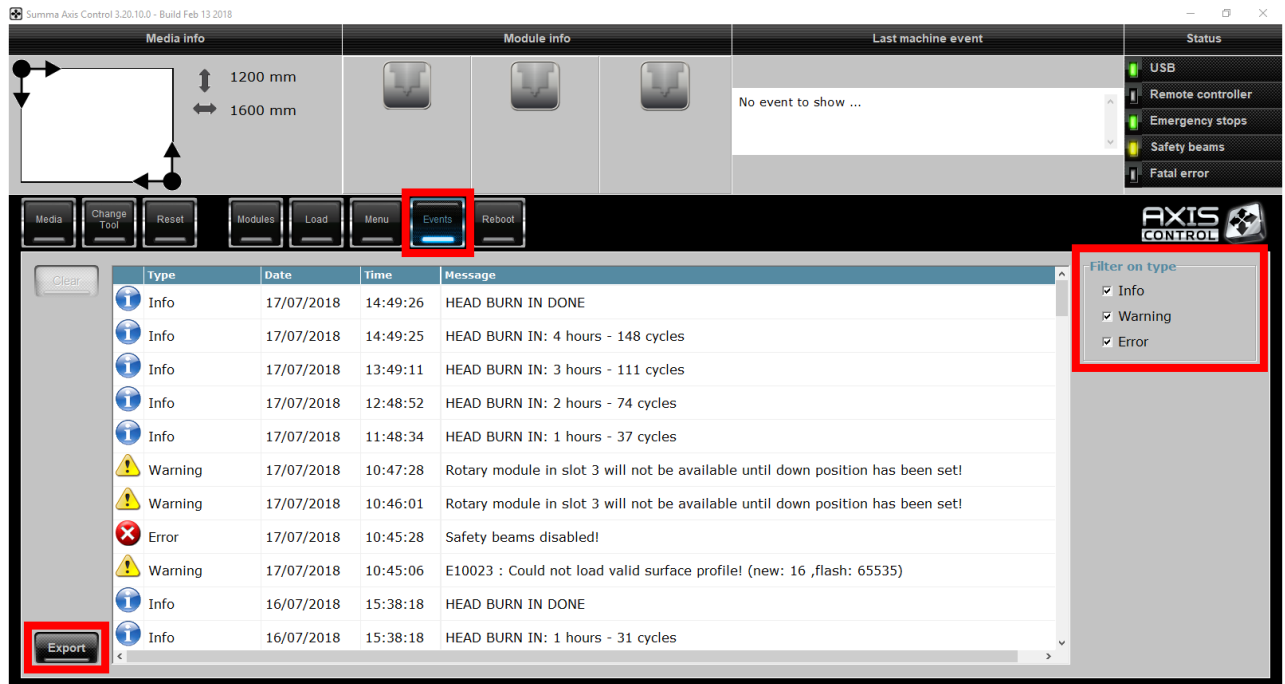 Summa Axis Control 3.20.10.0 - Build Feb 13 2018
Media info
Module info
Last machine event
Status
1200 mm
1600 mm
No event to show ...
USB
Remote controller
Emergency stops
Safety beams
Fatal error
Media
Change
Tool
Reset
Modules
Load
Menu
Events
Reboot
AXIS
CONTROL
Clear
Type Date Time Message
Info 17/07/2018 14:49:26 HEAD BURN IN DONE
Info 17/07/2018 14:49:25 HEAD BURN IN: 4 hours - 148 cycles
Info 17/07/2018 13:49:11 HEAD BURN IN: 3 hours - 111 cycles
Info 17/07/2018 12:48:52 HEAD BURN IN: 2 hours - 74 cycles
Info 17/07/2018 11:48:34 HEAD BURN IN: 1 hours - 37 cycles
Warning 17/07/2018 10:47:28 Rotary module in slot 3 will not be available until down position has been set!
Warning 17/07/2018 10:46:01 Rotary module in slot 3 will not be available until down position has been set!
Error 17/07/2018 10:45:28 Safety beams disabled!
Warning 17/07/2018 10:45:06 E10023 : Could not load valid surface profile! (new: 16 ,flash: 65535)
Info 16/07/2018 15:38:18 HEAD BURN IN DONE
Info 16/07/2018 15:38:18 HEAD BURN IN: 1 hours - 31 cycles
Filter on type
Info
Warning
Error
Export